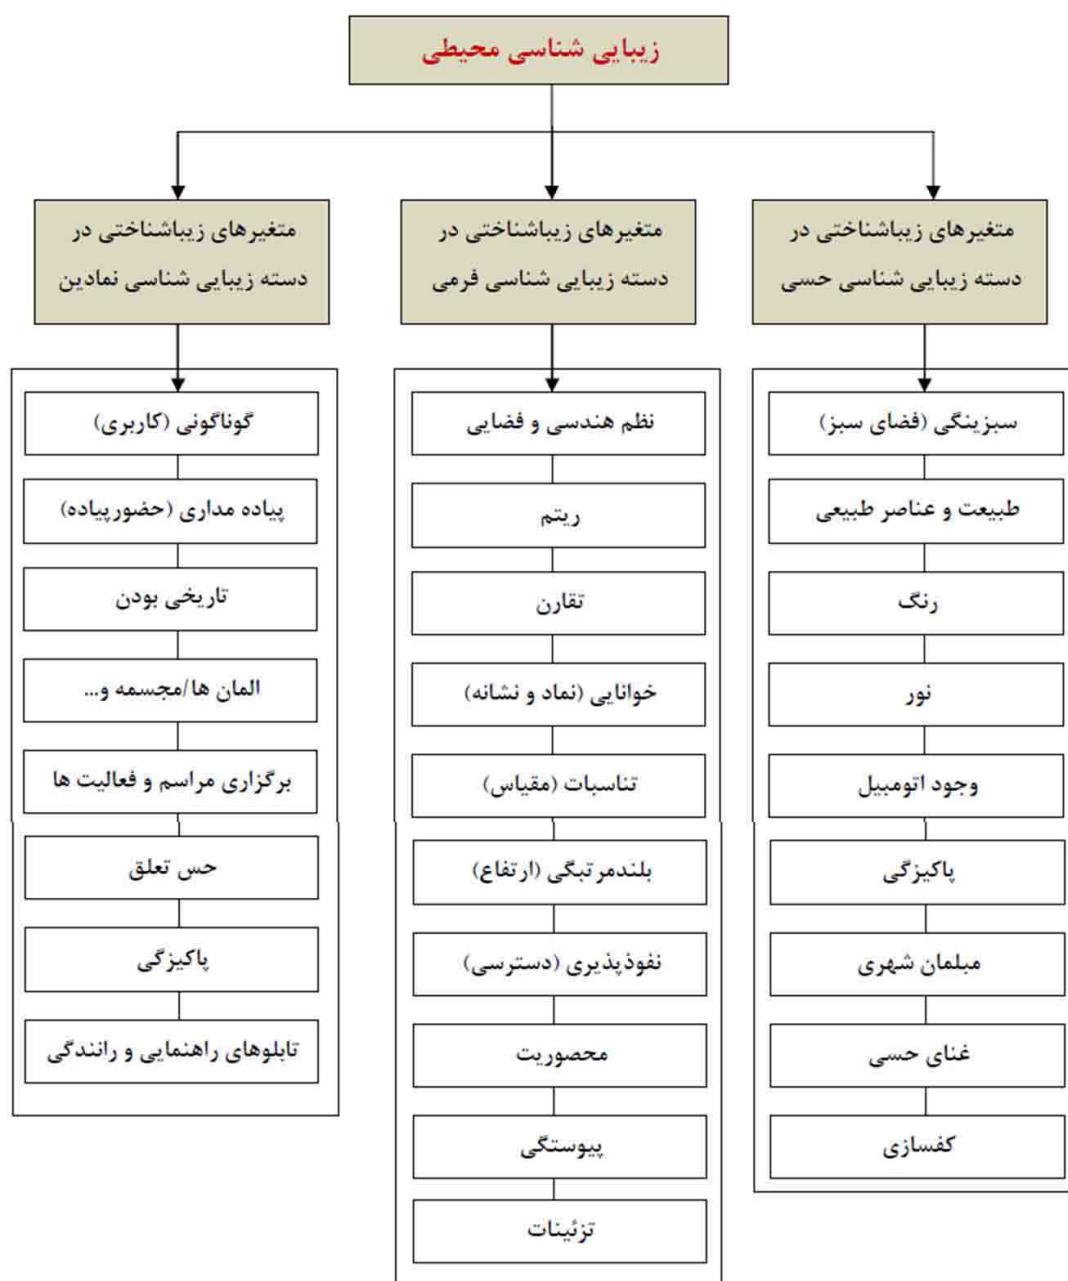 زیبایی شناسی محیطی
متغیرهای زیباشناختی در
دسته زیبایی شناسی حسی
سبزینگی (فضای سبز)
طبیعت و عناصر طبیعی
رنگ
نور
وجود اتومبیل
پاکیزگی
مبلمان شهری
غنای حسی
کفسازی
متغیرهای زیباشناختی در
دسته زیبایی شناسی فرمی
نظم هندسی و فضایی
ریتم
تقارن
خوانایی (نماد و نشانه)
تناسبات (مقیاس)
بلندمرتبگی (ارتفاع)
نفوذپذیری (دسترسی)
محصوریت
پیوستگی
تزئینات
متغیرهای زیباشناختی در
دسته زیبایی شناسی نمادین
گوناگونی (کاربری)
پیاده مداری (حضورپیاده)
تاریخی بودن
المان ها/مجسمه و...
برگزاری مراسم و فعالیت ها
حس تعلق
پاکیزگی
تابلوهای راهنمایی و رانندگی